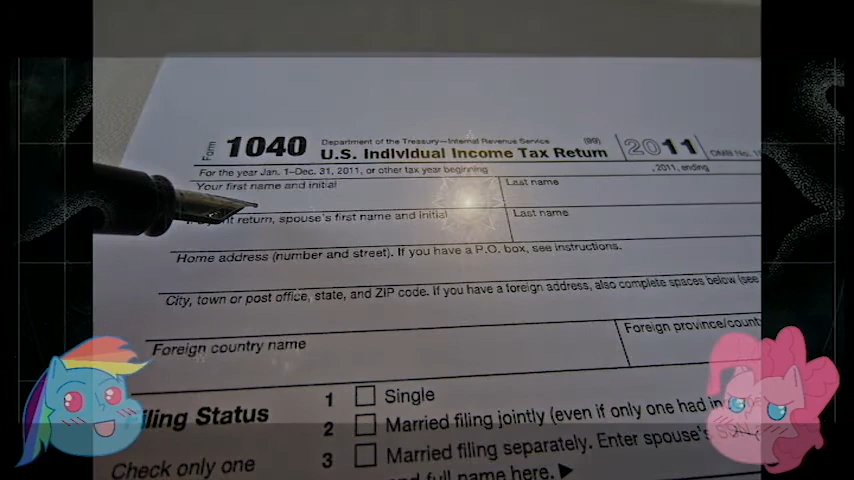 Form 1040 Department of the Treasury—Internal Revenue Service (99)
U.S. Individual Income Tax Return 2011 OMB No.
For the year Jan. 1–Dec. 31, 2011, or other tax year beginning , 2011, ending
Your first name and initial Last name
return, spouse's first name and initial Last name
Home address (number and street). If you have a P.O. box, see instructions.
City, town or post office, state, and ZIP code. If you have a foreign address, also complete spaces below (see
Foreign country name Foreign province/county
Filing Status
1 Single
2 Married filing jointly (even if only one had
Check only one
3 Married filing separately. Enter spouse's
and full name here. ▶